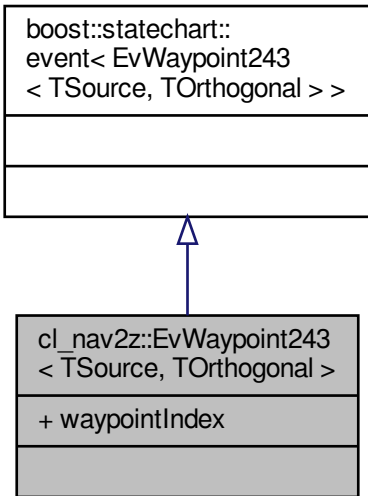 boost::statechart::
event< EvWaypoint243
< TSource, TOrthogonal > >
cl_nav2z::EvWaypoint243
< TSource, TOrthogonal >
+ waypointIndex